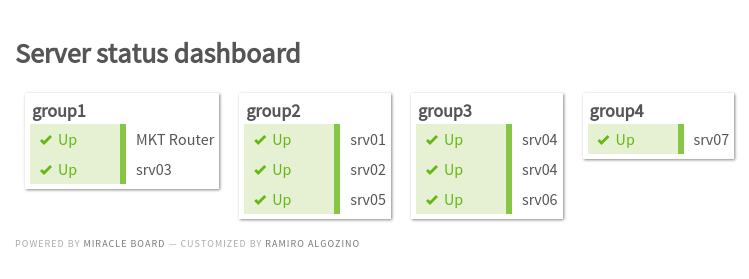 Server status dashboard
group1
✔ Up MKT Router
✔ Up srv03
group2
✔ Up srv01
✔ Up srv02
✔ Up srv05
group3
✔ Up srv04
✔ Up srv04
✔ Up srv06
group4
✔ Up srv07
POWERED BY MIRACLE BOARD — CUSTOMIZED BY RAMIRO ALGOZINO